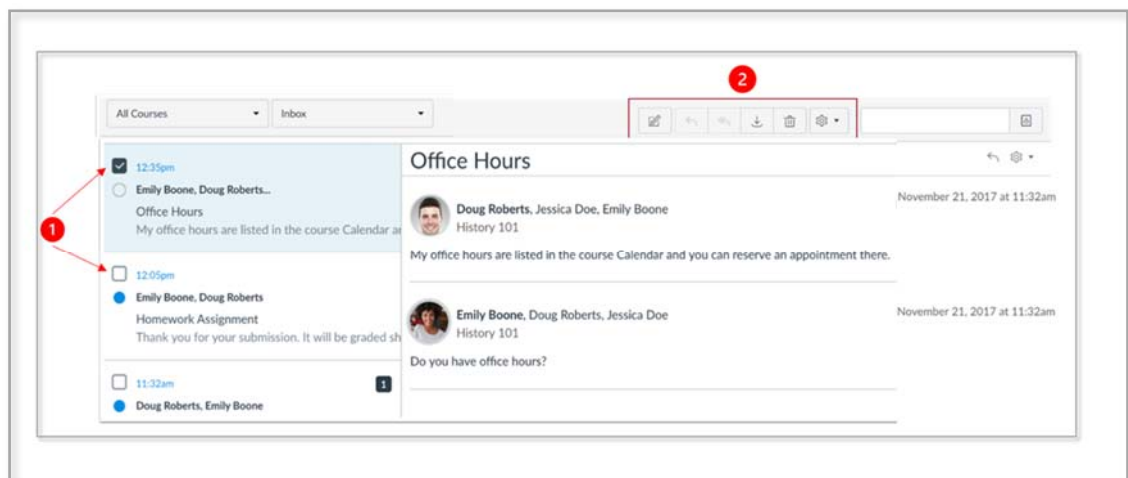 2
All Courses
Inbox
1
12:35pm
Emily Boone, Doug Roberts...
Office Hours
My office hours are listed in the course Calendar ar
12:05pm
Emily Boone, Doug Roberts
Homework Assignment
Thank you for your submission. It will be graded sh
11:32am
1
Doug Roberts, Emily Boone
Office Hours
Doug Roberts, Jessica Doe, Emily Boone
November 21, 2017 at 11:32am
History 101
My office hours are listed in the course Calendar and you can reserve an appointment there.
Emily Boone, Doug Roberts, Jessica Doe
November 21, 2017 at 11:32am
History 101
Do you have office hours?